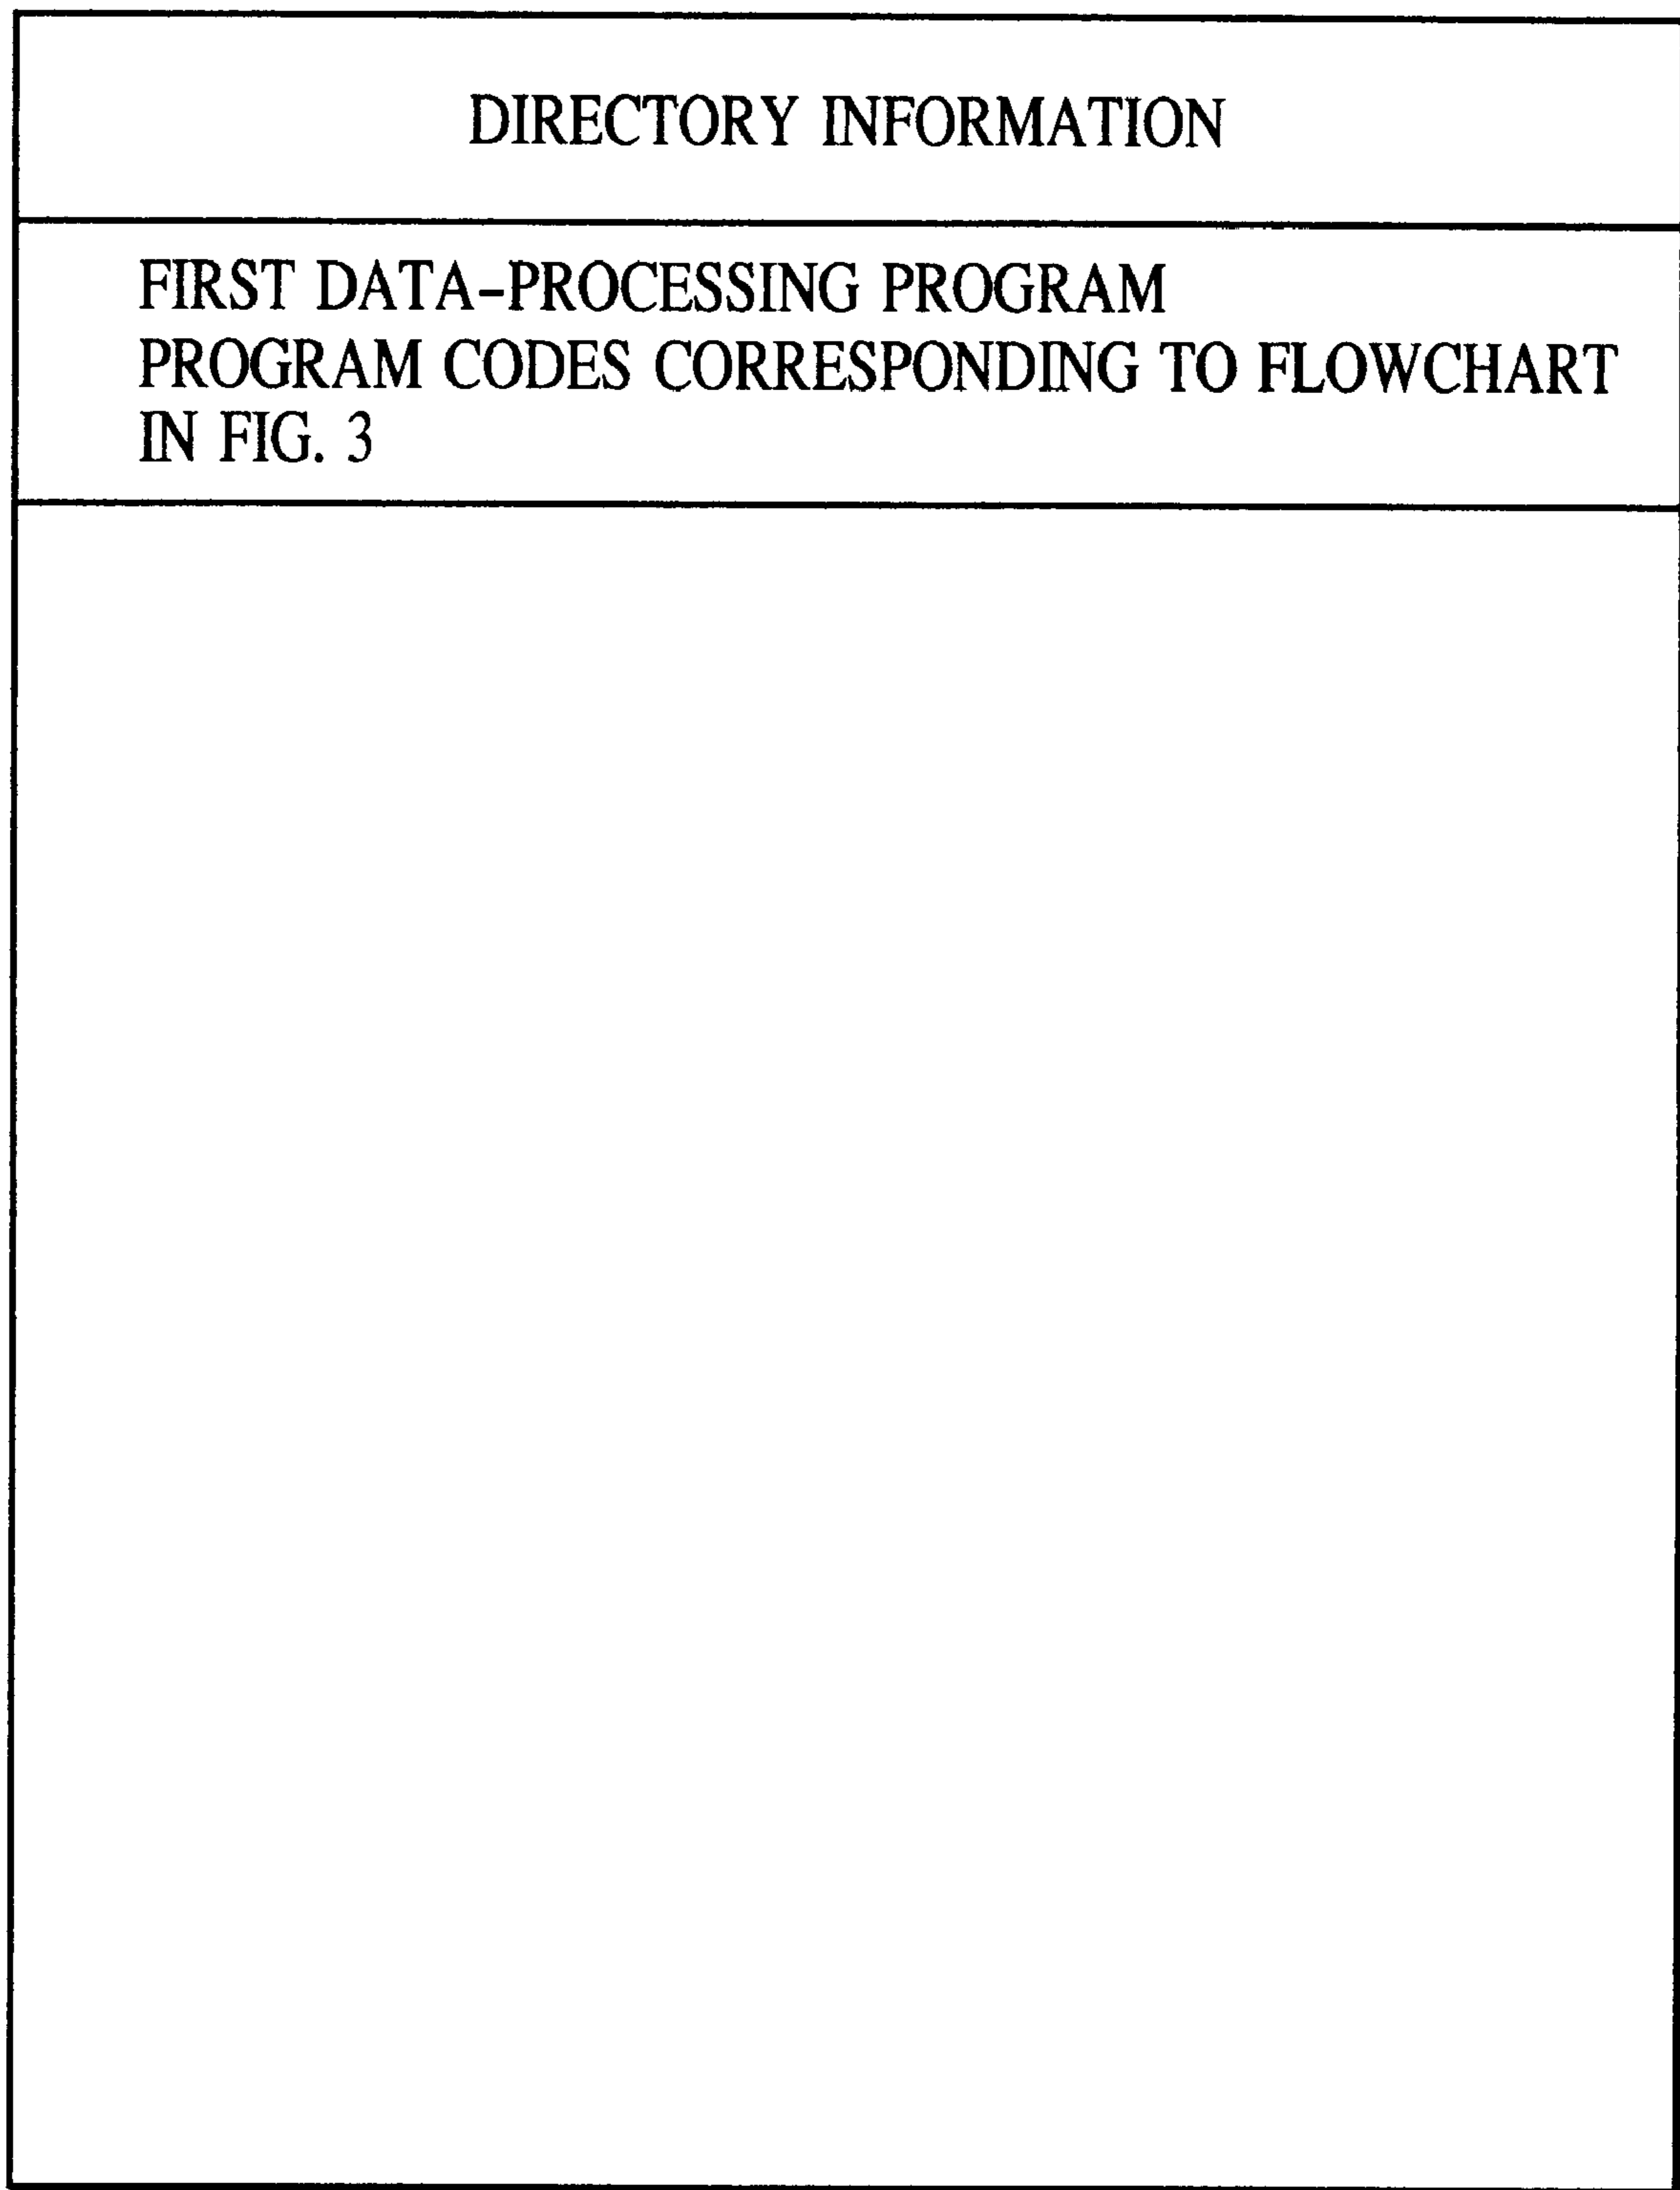 DIRECTORY INFORMATION
FIRST DATA-PROCESSING PROGRAM
PROGRAM CODES CORRESPONDING TO FLOWCHART
IN FIG. 3